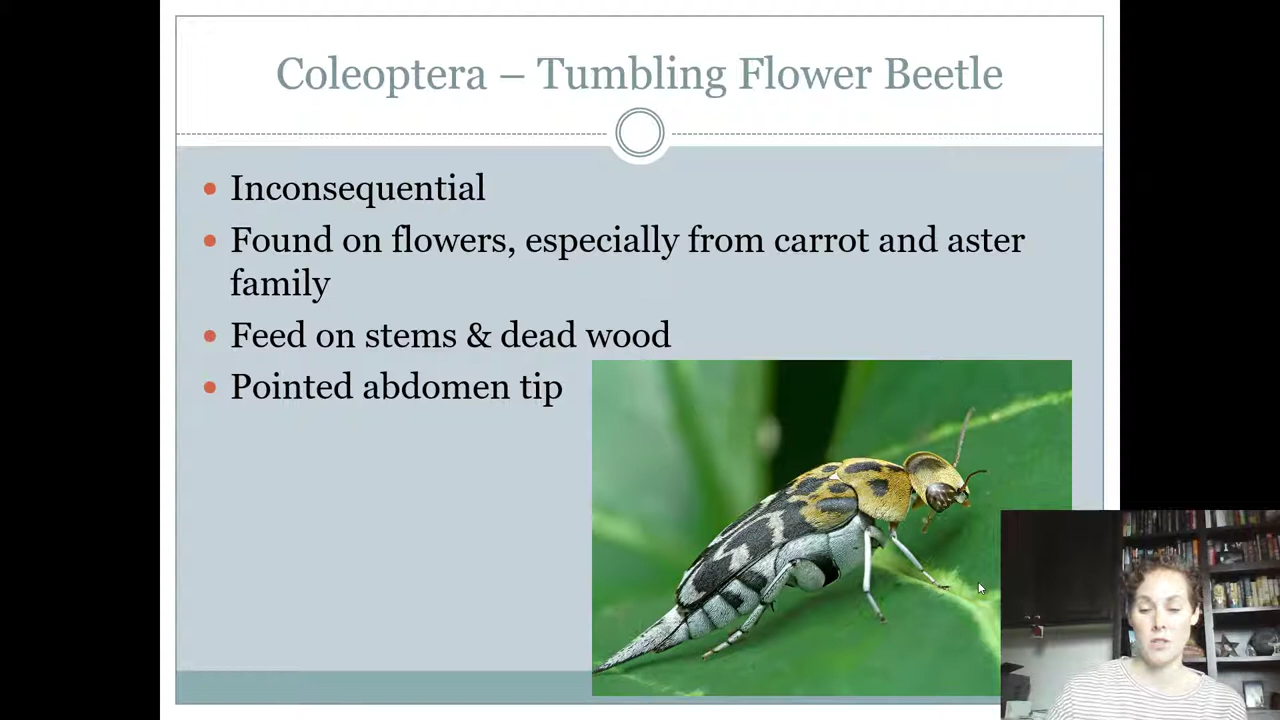 Coleoptera – Tumbling Flower Beetle
• Inconsequential
• Found on flowers, especially from carrot and aster
family
• Feed on stems & dead wood
• Pointed abdomen tip